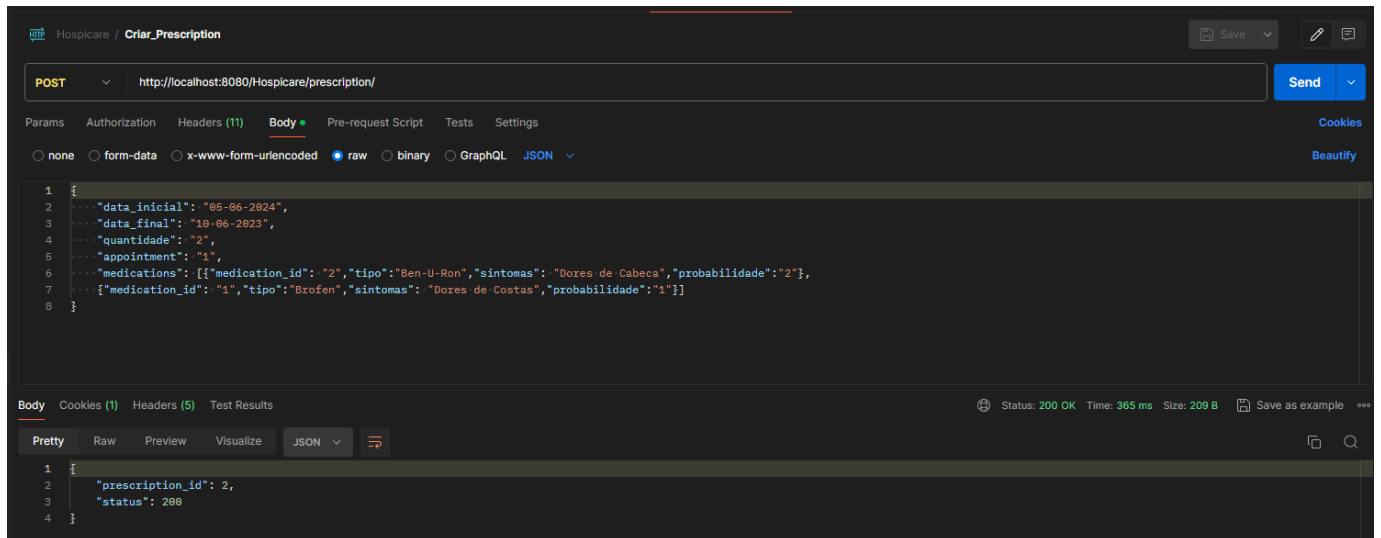 HTTP Hospicare / Criar_Prescription Save
POST http://localhost:8080/Hospicare/prescription/ Send
Params Authorization Headers (11) Body Pre-request Script Tests Settings Cookies
none form-data x-www-form-urlencoded raw binary GraphQL JSON Beautify
1 {
2 "data_inicial": "05-06-2024",
3 "data_final": "10-06-2023",
4 "quantidade": "2",
5 "appointment": "1",
6 "medications": [{"medication_id": "2","tipo":"Ben-U-Ron","sintomas": "Dores de Cabeca","probabilidade":"2"},
7 {"medication_id": "1","tipo":"Brofen","sintomas": "Dores de Costas","probabilidade":"1"}]
8 }
Body Cookies (1) Headers (5) Test Results Status: 200 OK Time: 365 ms Size: 209 B Save as example
Pretty Raw Preview Visualize JSON
1 {
2 "prescription_id": 2,
3 "status": 200
4 }